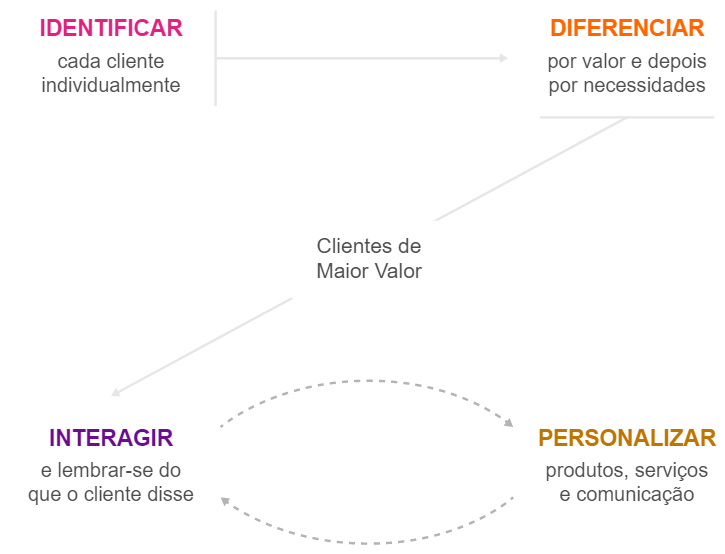 IDENTIFICAR
cada cliente
individualmente
DIFERENCIAR
por valor e depois
por necessidades
Clientes de
Maior Valor
INTERAGIR
e lembrar-se do
que o cliente disse
PERSONALIZAR
produtos, serviços
e comunicação